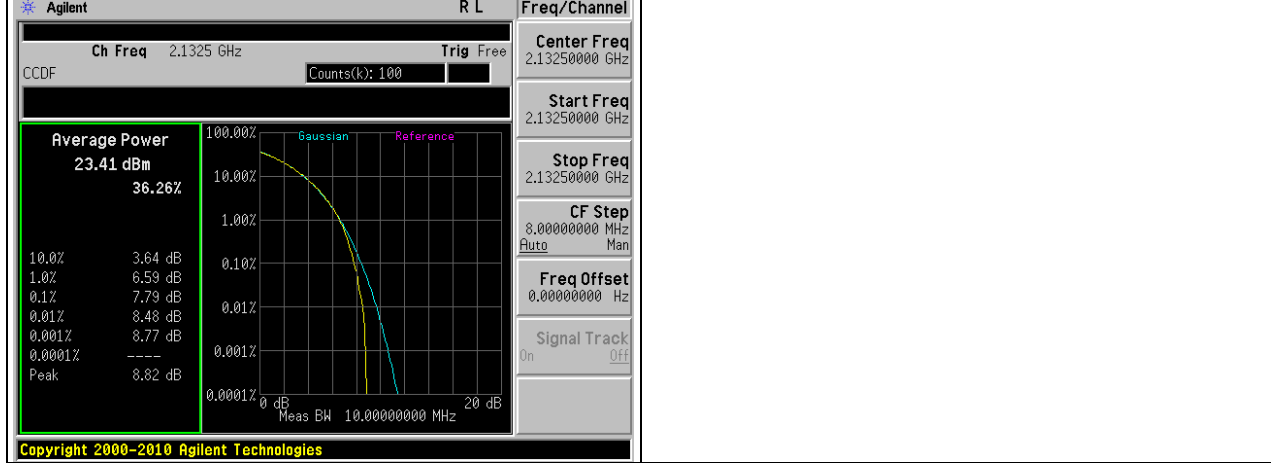 Agilent R L Freq/Channel
Ch Freq 2.1325 GHz Trig Free
CCDF Counts(k): 100
Center Freq
2.13250000 GHz
Start Freq
2.13250000 GHz
Stop Freq
2.13250000 GHz
CF Step
8.00000000 MHz
Auto Man
Freq Offset
0.00000000 Hz
Signal Track
On Off
Average Power
23.41 dBm
36.26%
10.0% 3.64 dB
1.0% 6.59 dB
0.1% 7.79 dB
0.01% 8.48 dB
0.001% 8.77 dB
0.0001% ----
Peak 8.82 dB
Gaussian Reference
100.00%
10.00%
1.00%
0.10%
0.01%
0.001%
0.0001%
0 dB 20 dB
Meas BW 10.00000000 MHz
Copyright 2000-2010 Agilent Technologies